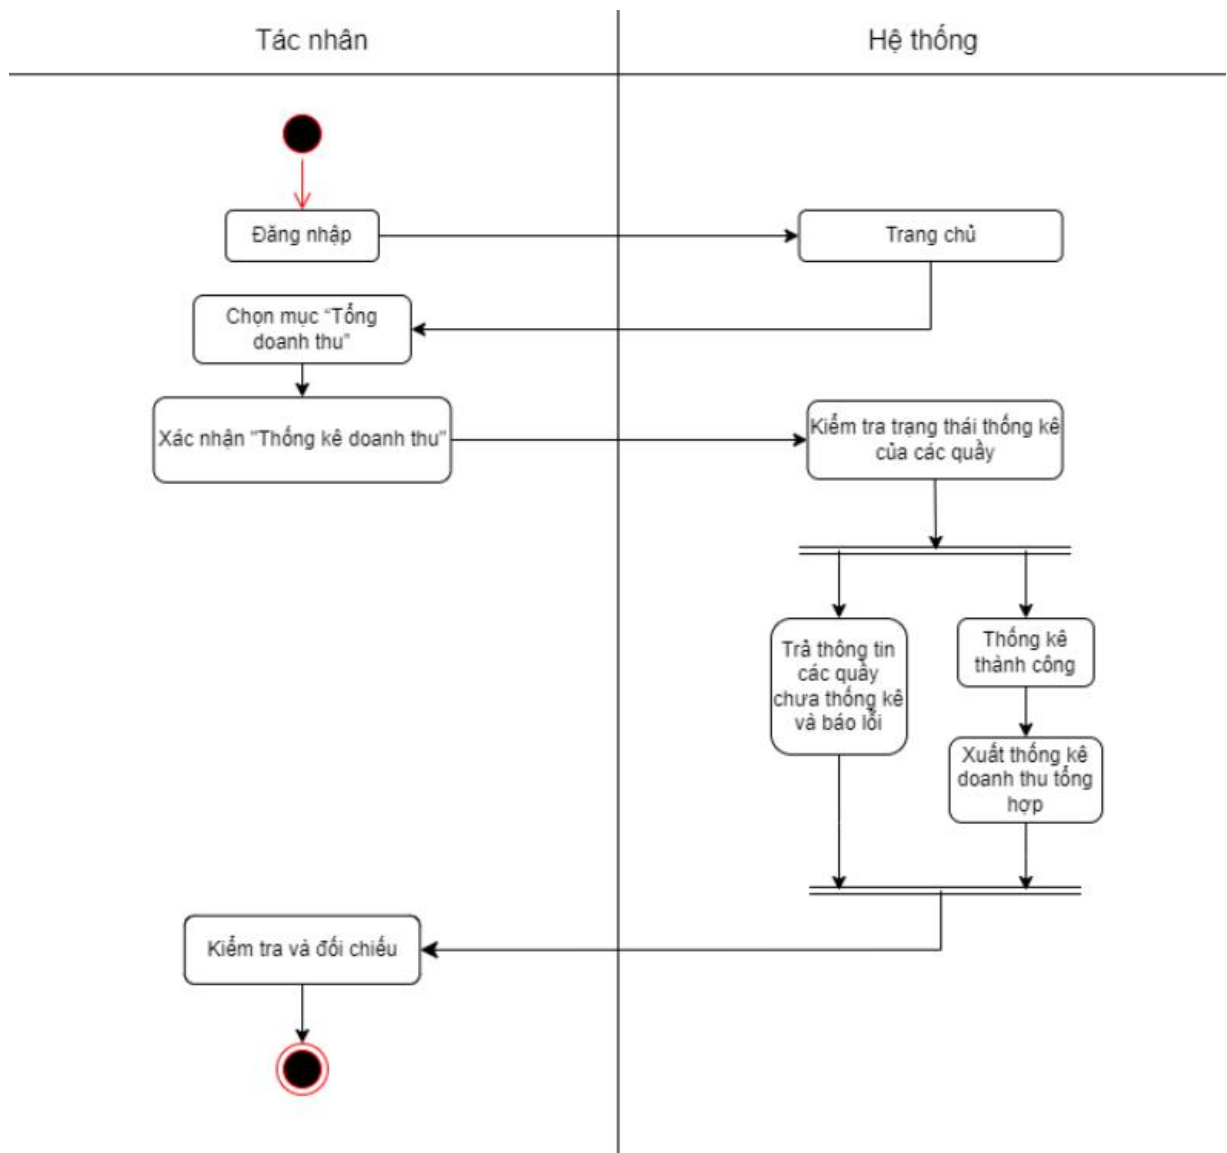 Tác nhân
Hệ thống
Đăng nhập
Trang chủ
Chọn mục “Tổng
doanh thu”
Xác nhận "Thống kê doanh thu"
Kiểm tra trạng thái thống kê
của các quầy
Trả thông tin
các quầy
chưa thống kê
và báo lỗi
Thống kê
thành công
Xuất thống kê
doanh thu tổng
hợp
Kiểm tra và đối chiếu